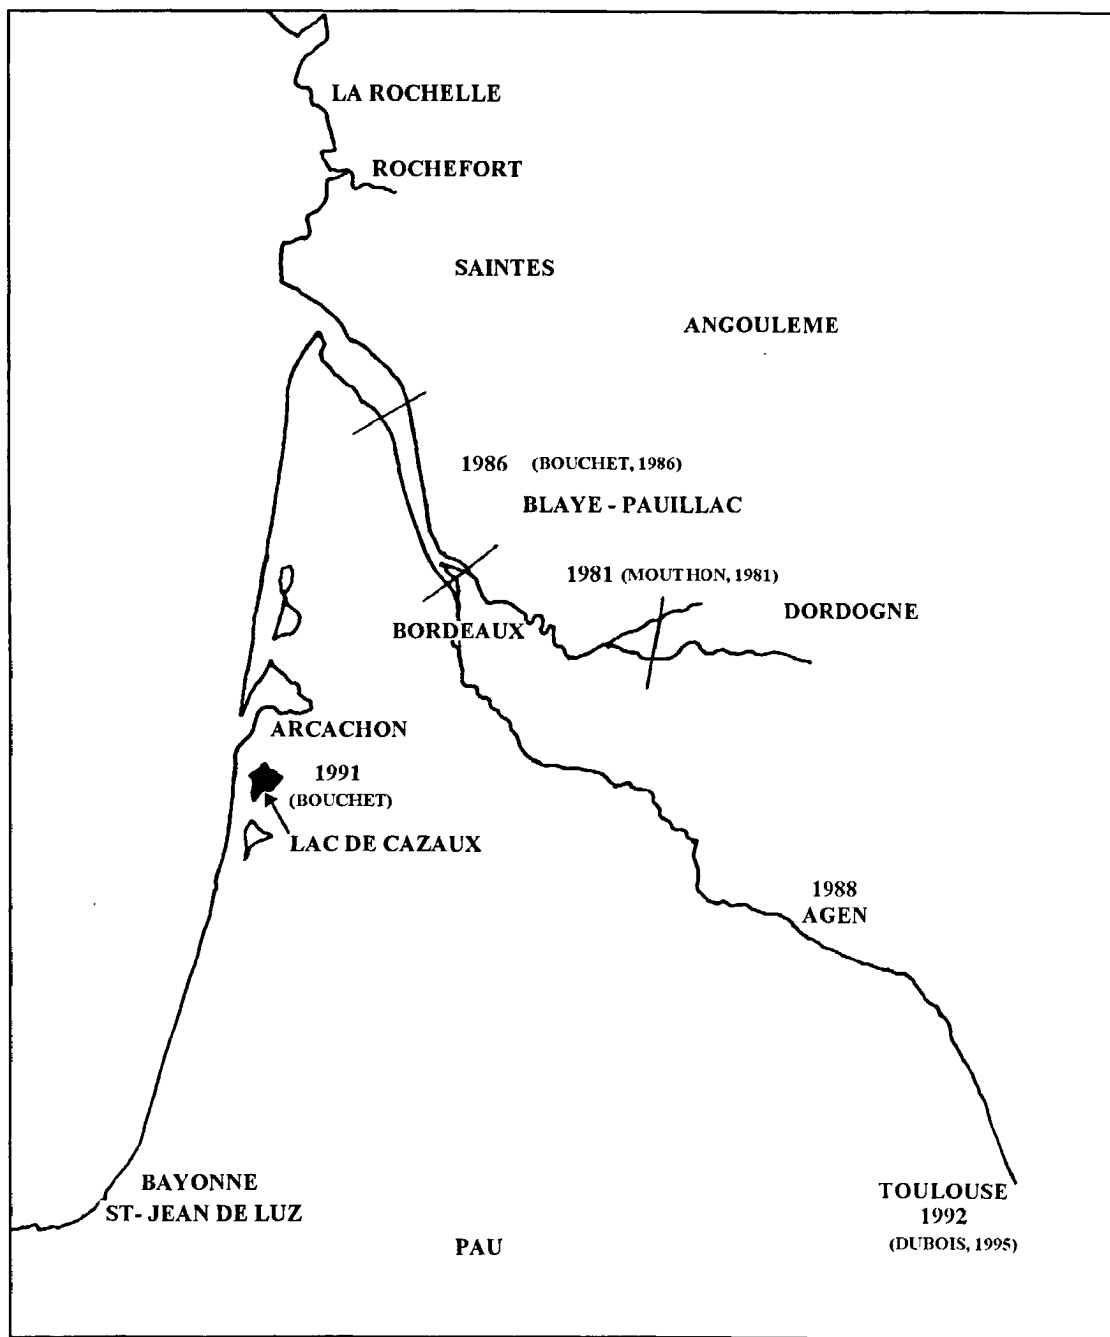 LA ROCHELLE
ROCHEFORT
SAINTES
ANGOULEME
1986 (BOUCHET, 1986)
BLAYE - PAUILLAC
1981 (MOUTHON, 1981)
DORDOGNE
BORDEAUX
ARCACHON
1991
(BOUCHET)
LAC DE CAZAUX
1988
AGEN
BAYONNE
ST- JEAN DE LUZ
TOULOUSE
1992
(DUBOIS, 1995)
PAU